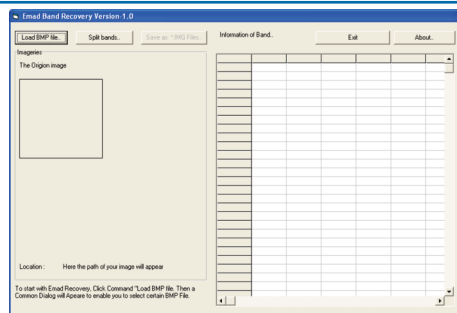 Emad Band Recovery Version-1.0
Load BMP file.. Split bands.. Save as *.IMG Files.. Information of Band.. Exit About..
Imageries
The Origion image
Location : Here the path of your image will appear
To start with Emad Recovery, Click Command "Load BMP file. Then a
Common Dialog will Appeare to enable you to select certain BMP File.